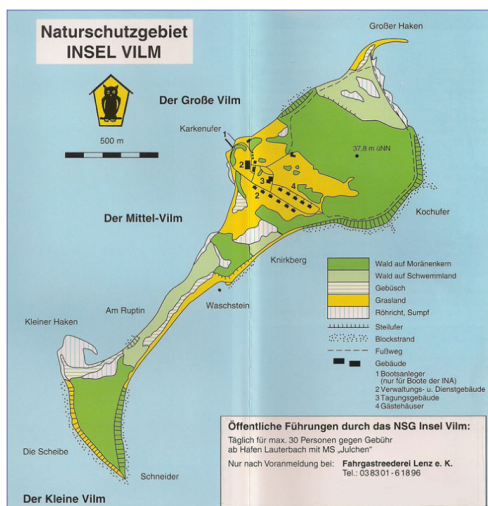 Naturschutzgebiet
INSEL VILM
500 m
Großer Haken
Der Große Vilm
Karkenufer
1
2
3
4
2
37,8 m üNN
Kochufer
Der Mittel-Vilm
Knirkberg
Waschstein
Am Ruptin
Kleiner Haken
Die Scheibe
Schneider
Der Kleine Vilm
Wald auf Moränenkern
Wald auf Schwemmland
Gebüsch
Grasland
Röhricht, Sumpf
Steilufer
Blockstrand
Fußweg
Gebäude
1 Bootsanleger
(nur für Boote der INA)
2 Verwaltungs- u. Dienstgebäude
3 Tagungsgebäude
4 Gästehäuser
Öffentliche Führungen durch das NSG Insel Vilm:
Täglich für max. 30 Personen gegen Gebühr
ab Hafen Lauterbach mit MS „Julchen“
Nur nach Voranmeldung bei: Fahrgastreederei Lenz e. K.
Tel.: 038301-61896